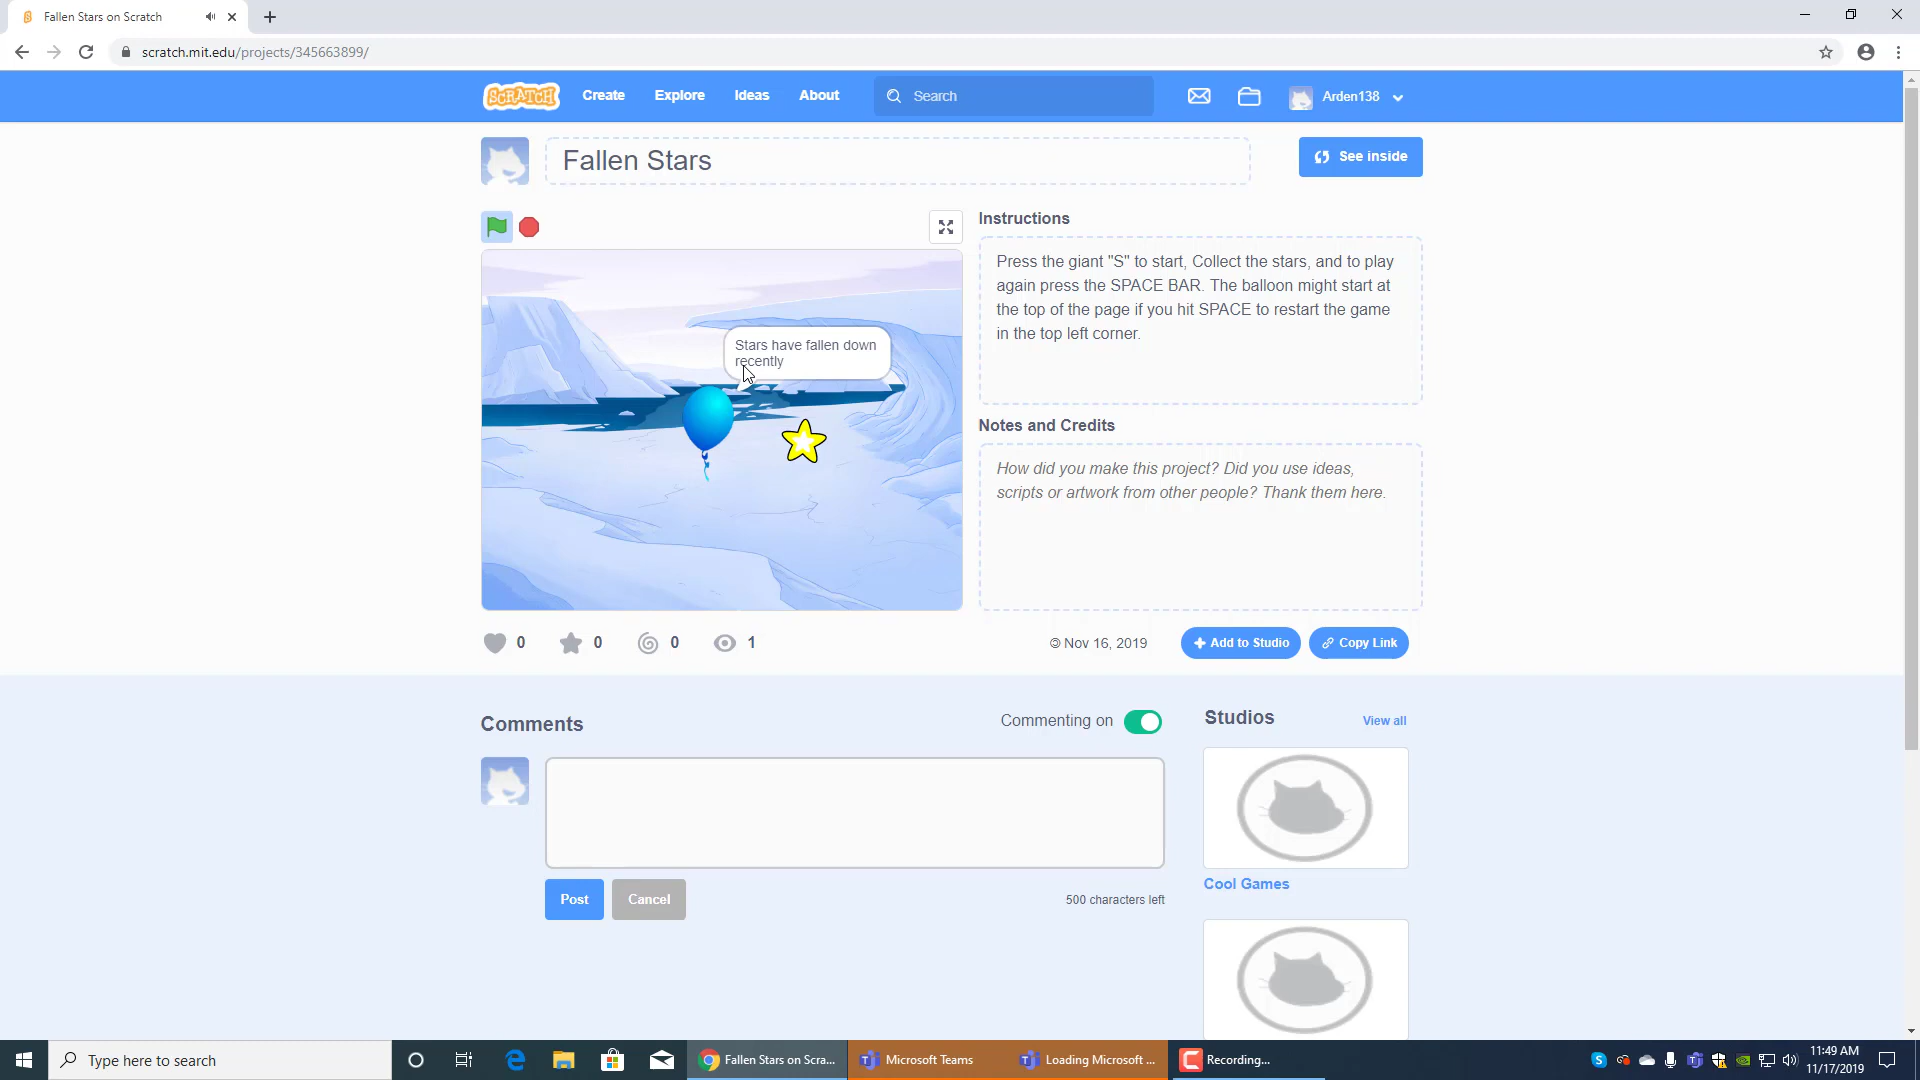 Fallen Stars on Scratch
scratch.mit.edu/projects/345663899/
SCRATCH
Create
Explore
Ideas
About
Search
Arden138
Fallen Stars
See inside
Stars have fallen down
recently
Instructions
Press the giant "S" to start, Collect the stars, and to play
again press the SPACE BAR. The balloon might start at
the top of the page if you hit SPACE to restart the game
in the top left corner.
Notes and Credits
How did you make this project? Did you use ideas,
scripts or artwork from other people? Thank them here.
0
0
0
1
© Nov 16, 2019
Add to Studio
Copy Link
Comments
Commenting on
Studios
View all
Post
Cancel
500 characters left
Cool Games
Type here to search
Fallen Stars on Scra...
Microsoft Teams
Loading Microsoft ...
Recording...
11:49 AM
11/17/2019